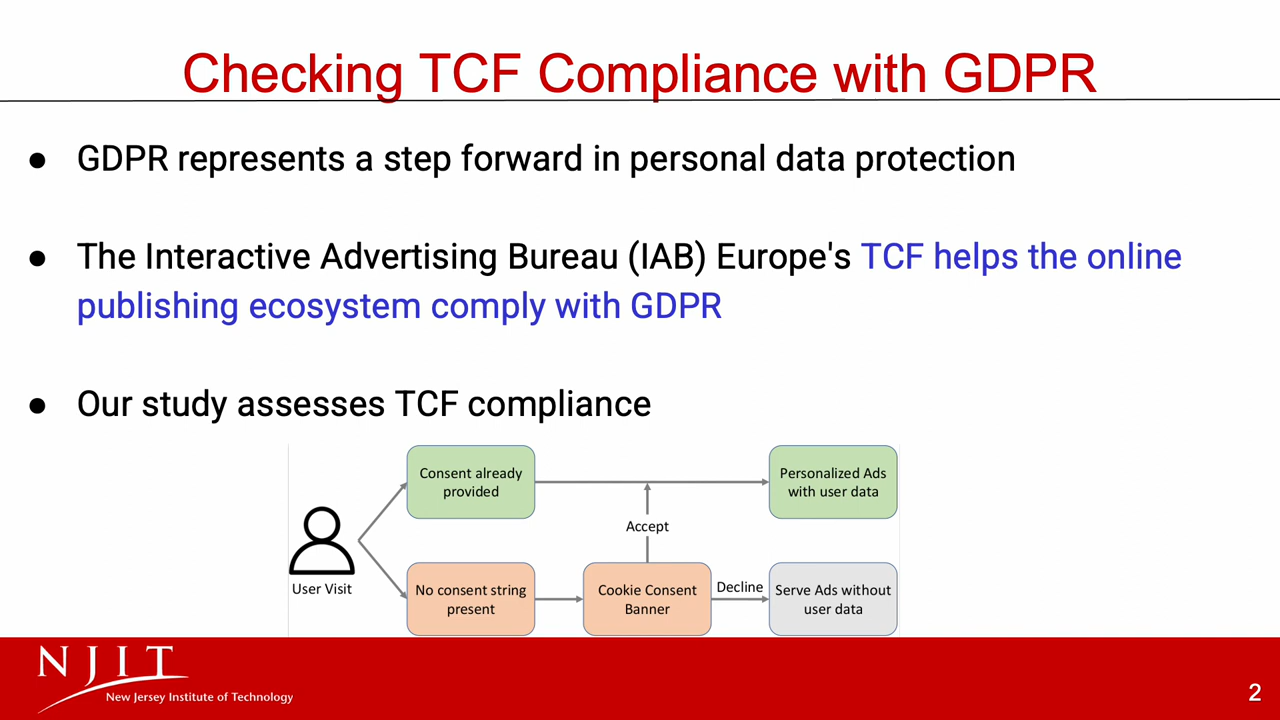 Checking TCF Compliance with GDPR
● GDPR represents a step forward in personal data protection
● The Interactive Advertising Bureau (IAB) Europe's TCF helps the online
publishing ecosystem comply with GDPR
● Our study assesses TCF compliance
Consent already
provided
Personalized Ads
with user data
Accept
User Visit
No consent string
present
Cookie Consent
Banner
Decline
Serve Ads without
user data
NJIT
New Jersey Institute of Technology
2